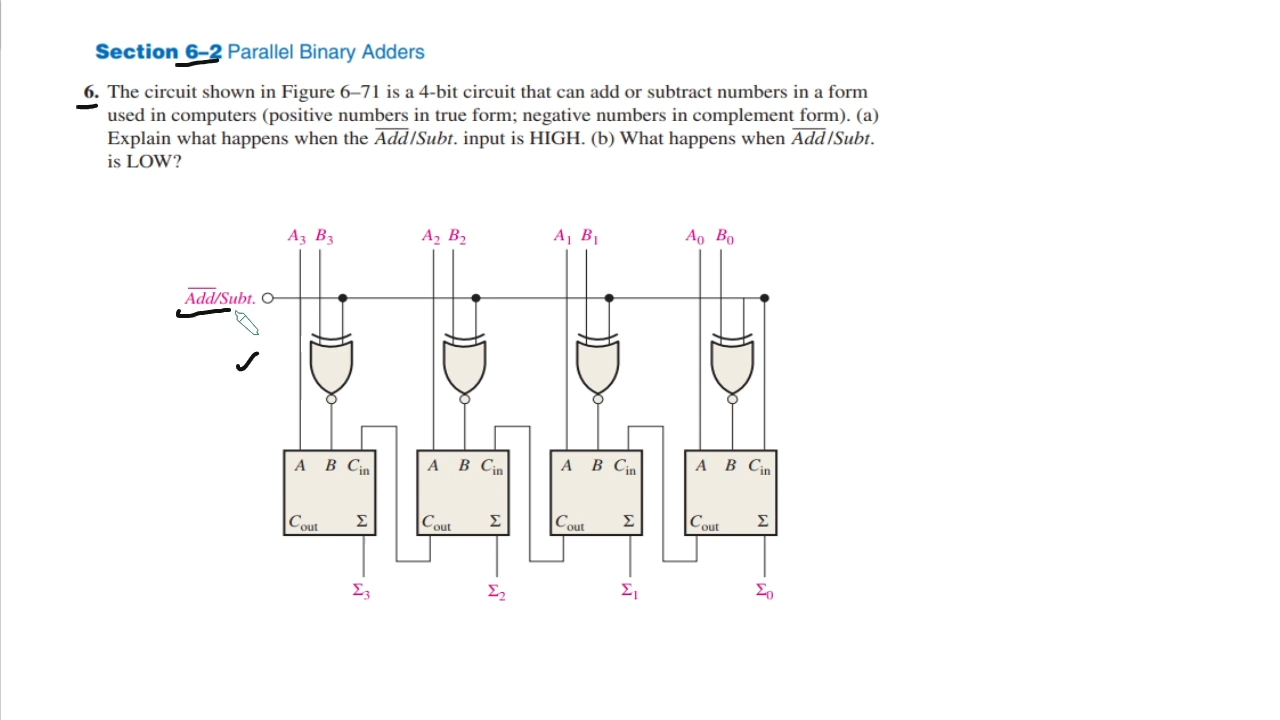 Section 6–2 Parallel Binary Adders
6. The circuit shown in Figure 6–71 is a 4-bit circuit that can add or subtract numbers in a form
used in computers (positive numbers in true form; negative numbers in complement form). (a)
Explain what happens when the A̅d̅d̅/Subt. input is HIGH. (b) What happens when A̅d̅d̅/Subt.
is LOW?
A₃ B₃ A₂ B₂ A₁ B₁ A₀ B₀
A̅d̅d̅/Subt.
A B Cin A B Cin A B Cin A B Cin
Cout Σ Cout Σ Cout Σ Cout Σ
Σ₃ Σ₂ Σ₁ Σ₀